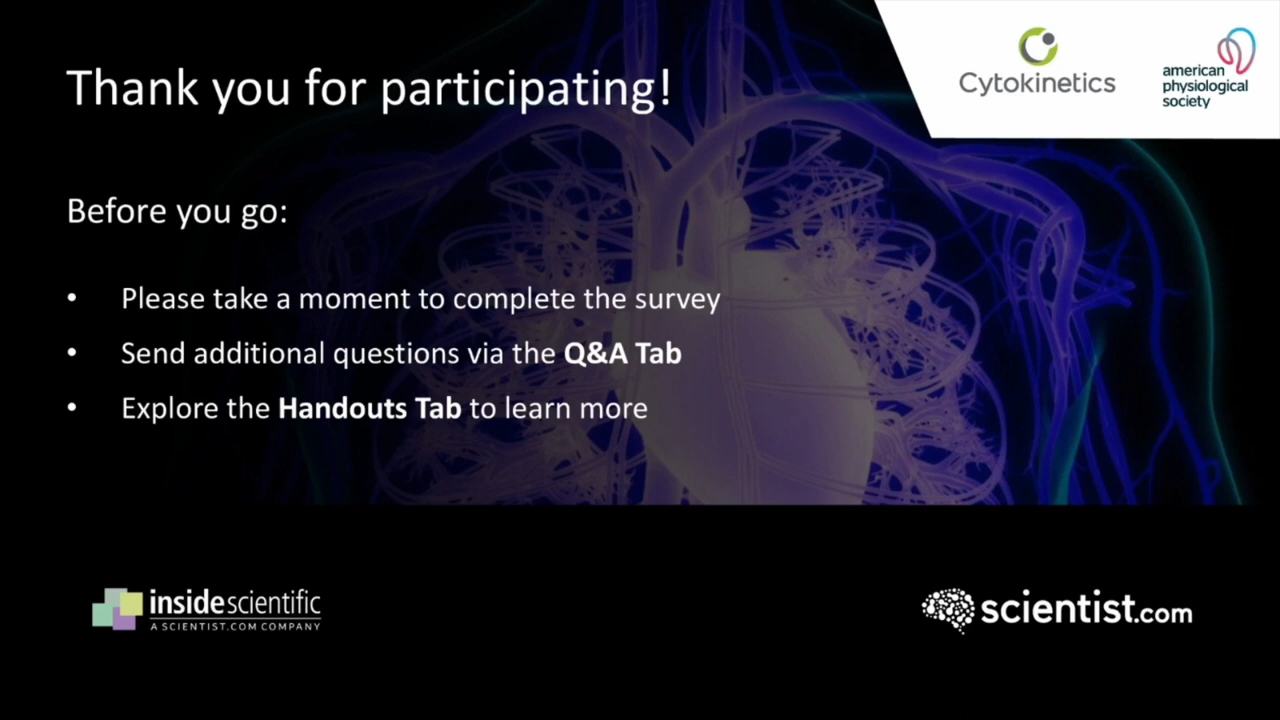 Thank you for participating!
Cytokinetics
american
physiological
society
Before you go:
• Please take a moment to complete the survey
• Send additional questions via the Q&A Tab
• Explore the Handouts Tab to learn more
insidescientific
A SCIENTIST.COM COMPANY
scientist.com